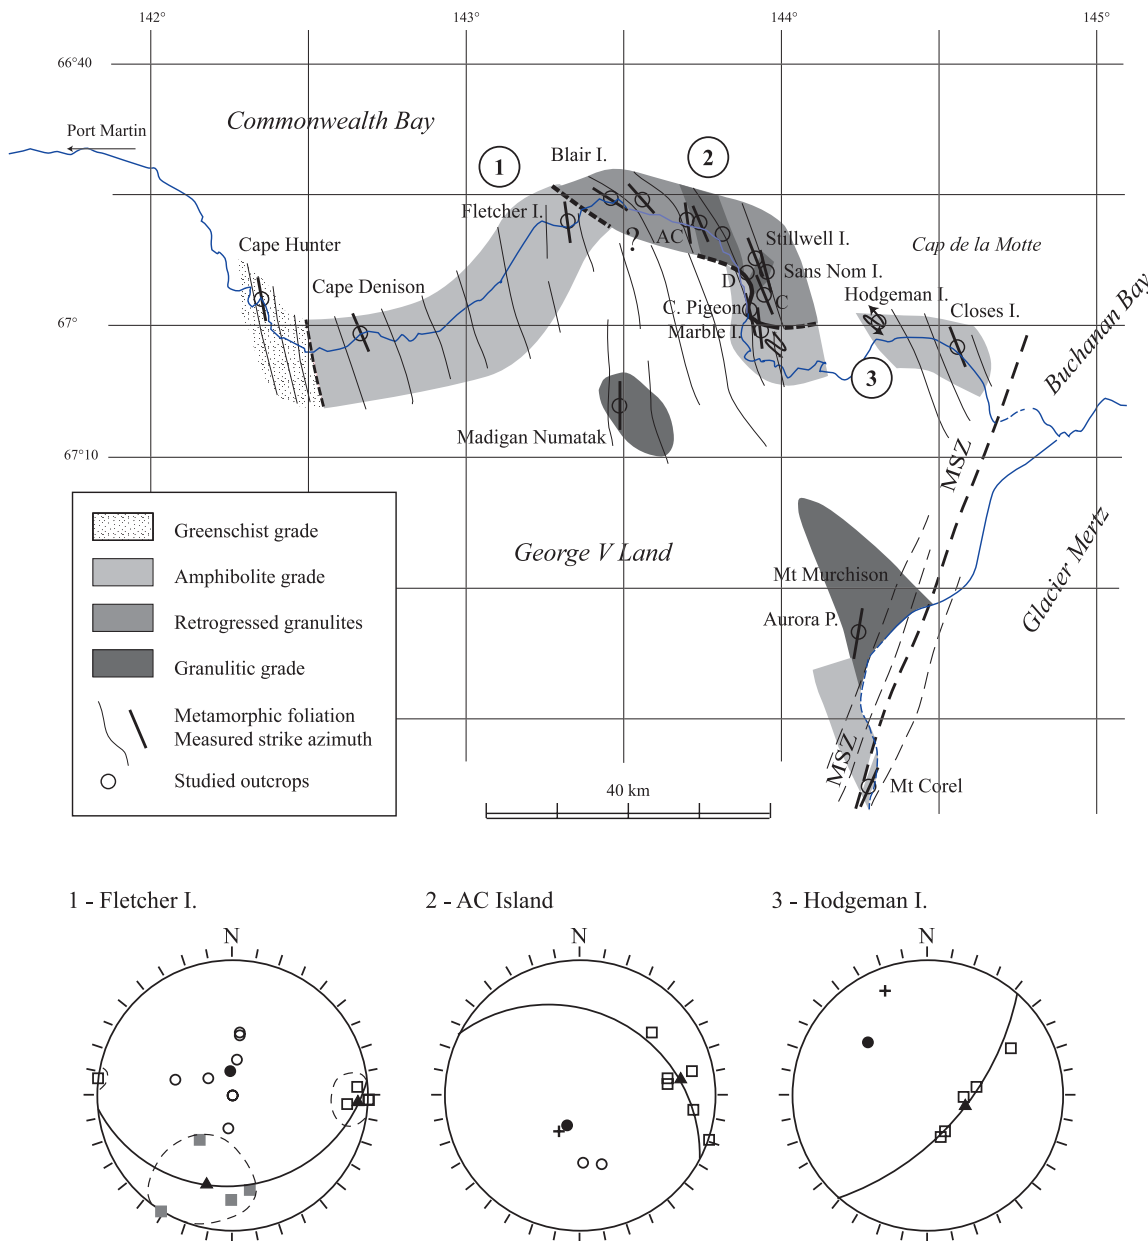 142°
143°
144°
145°
66°40
Commonwealth Bay
Port Martin
1
Blair I.
2
Fletcher I.
?
AC
Stillwell I.
Cap de la Motte
Cape Hunter
Sans Nom I.
D
Cape Denison
C
Hodgeman I.
C. Pigeon
Closes I.
67°
Marble I.
Buchanan Bay
3
Madigan Numatak
67°10
MSZ
Greenschist grade
George V Land
Amphibolite grade
Mt Murchison
Glacier Mertz
Retrogressed granulites
Aurora P.
Granulitic grade
Metamorphic foliation
Measured strike azimuth
MSZ
Studied outcrops
40 km
Mt Corel
1 - Fletcher I.
2 - AC Island
3 - Hodgeman I.
N
N
N